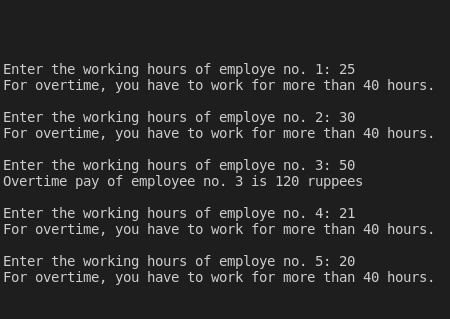 Enter the working hours of employe no. 1: 25
For overtime, you have to work for more than 40 hours.
Enter the working hours of employe no. 2: 30
For overtime, you have to work for more than 40 hours.
Enter the working hours of employe no. 3: 50
Overtime pay of employee no. 3 is 120 ruppees
Enter the working hours of employe no. 4: 21
For overtime, you have to work for more than 40 hours.
Enter the working hours of employe no. 5: 20
For overtime, you have to work for more than 40 hours.